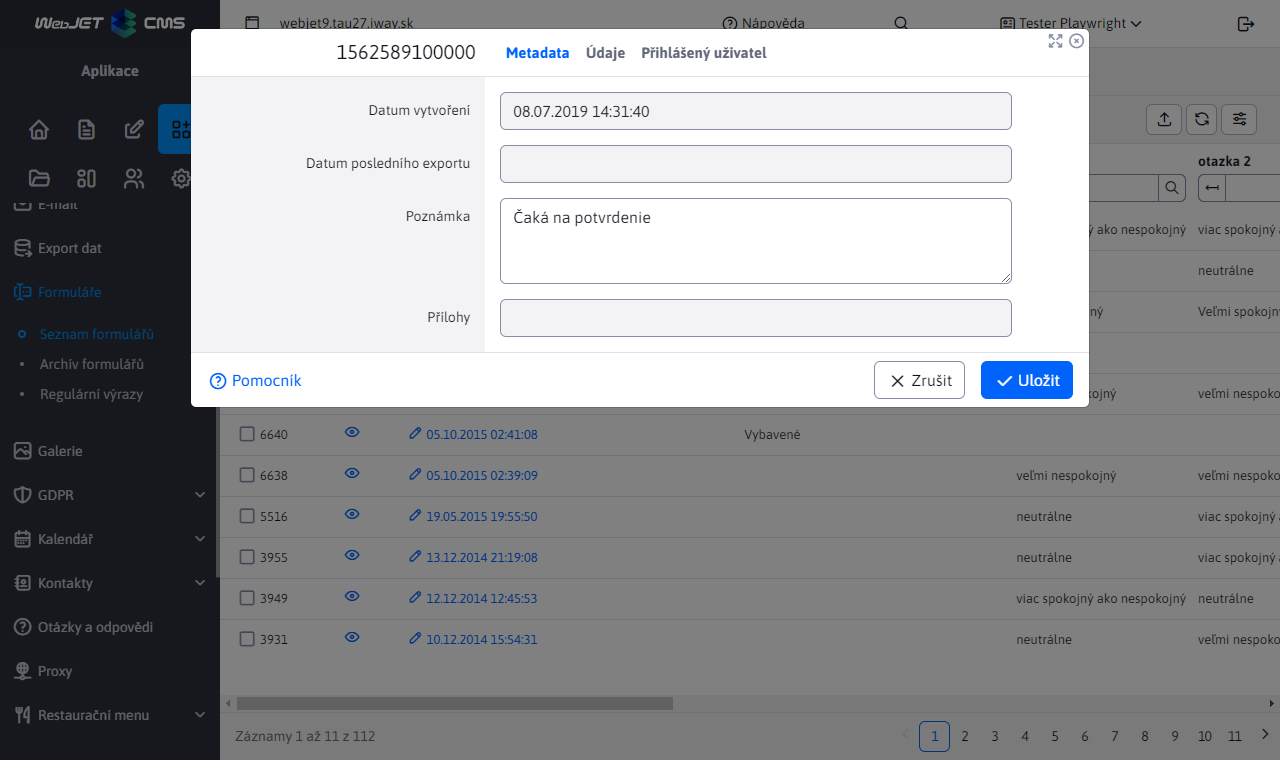 WebJET CMS
webjet9.tau27.iway.sk
Nápověda
Tester Playwright
Aplikace
E-mail
Export dat
Formuláře
Seznam formulářů
Archív formulářů
Regulární výrazy
Galerie
GDPR
Kalendář
Kontakty
Otázky a odpovědi
Proxy
Restaurační menu
1562589100000
Metadata
Údaje
Přihlášený uživatel
Datum vytvoření
08.07.2019 14:31:40
Datum posledního exportu
Poznámka
Čaká na potvrdenie
Přílohy
Pomocník
Zrušit
Uložit
otazka 2
ako nespokojný viac spokojný
neutrálne
Veľmi spokojný
veľmi nespoko
6640 05.10.2015 02:41:08 Vybavené
6638 05.10.2015 02:39:09 veľmi nespokojný veľmi nespoko
5516 19.05.2015 19:55:50 neutrálne viac spokojný a
3955 13.12.2014 21:19:08 neutrálne viac spokojný a
3949 12.12.2014 12:45:53 viac spokojný ako nespokojný neutrálne
3931 10.12.2014 15:54:31 neutrálne veľmi nespoko
Záznamy 1 až 11 z 112
1 2 3 4 5 6 7 8 9 10 11